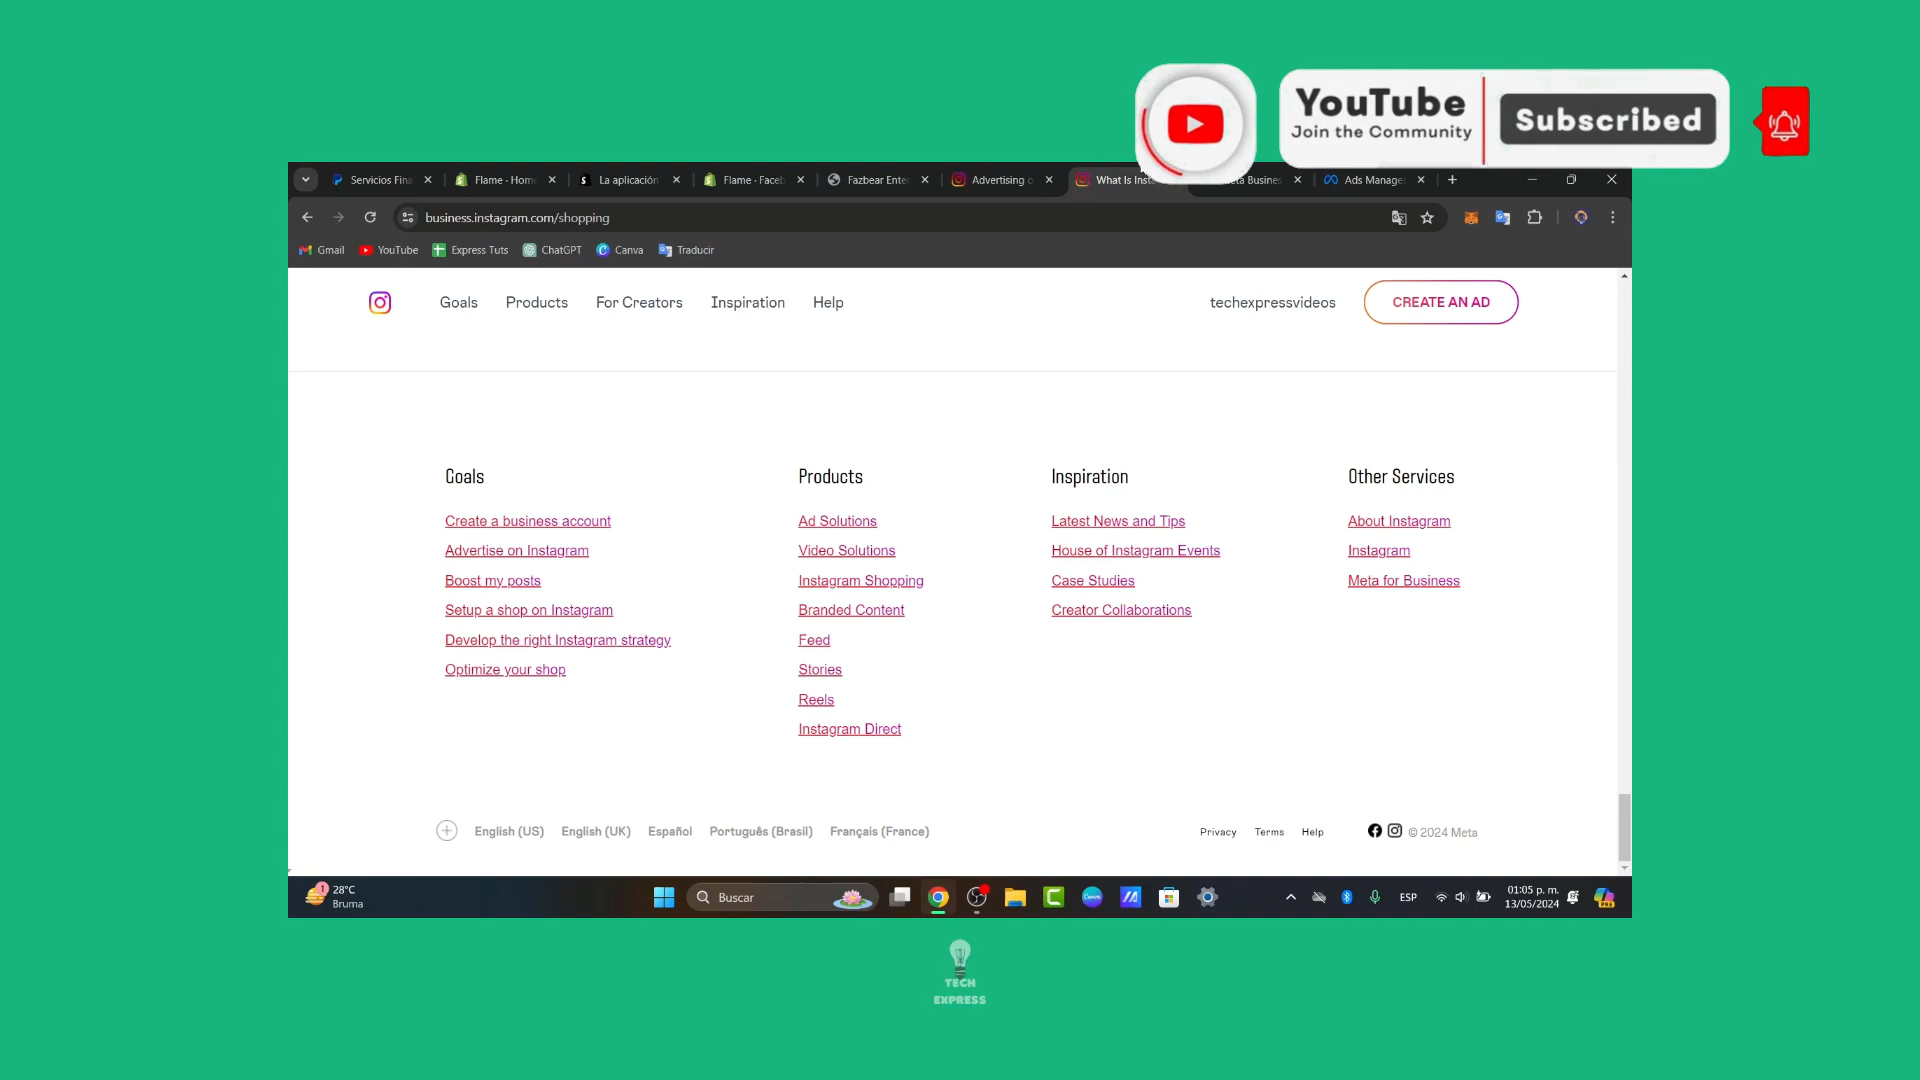 YouTube
Join the Community
Subscribed
Servicios Fina
Flame · Home
La aplicación
Flame · Faceb
Fazbear Enter
Advertising o
What Is Inst
ta Busines
Ads Manager
business.instagram.com/shopping
Gmail
YouTube
Express Tuts
ChatGPT
Canva
Traducir
Goals
Products
For Creators
Inspiration
Help
techexpressvideos
CREATE AN AD
Goals
Create a business account
Advertise on Instagram
Boost my posts
Setup a shop on Instagram
Develop the right Instagram strategy
Optimize your shop
Products
Ad Solutions
Video Solutions
Instagram Shopping
Branded Content
Feed
Stories
Reels
Instagram Direct
Inspiration
Latest News and Tips
House of Instagram Events
Case Studies
Creator Collaborations
Other Services
About Instagram
Instagram
Meta for Business
English (US)
English (UK)
Español
Português (Brasil)
Français (France)
Privacy
Terms
Help
© 2024 Meta
1
28°C
Bruma
Buscar
ESP
01:05 p. m.
13/05/2024
TECH
EXPRESS